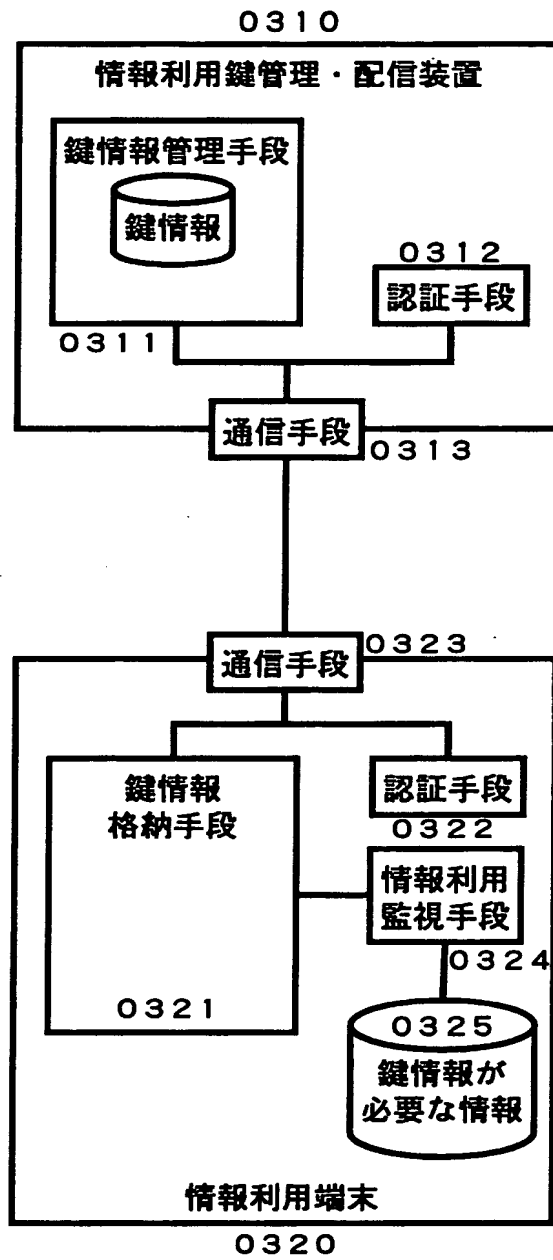 0310
情報利用鍵管理・配信装置
鍵情報管理手段
鍵情報
0312
認証手段
0311
通信手段
0313
0323
通信手段
鍵情報
格納手段
認証手段
0322
情報利用
監視手段
0324
0321
0325
鍵情報が
必要な情報
情報利用端末
0320